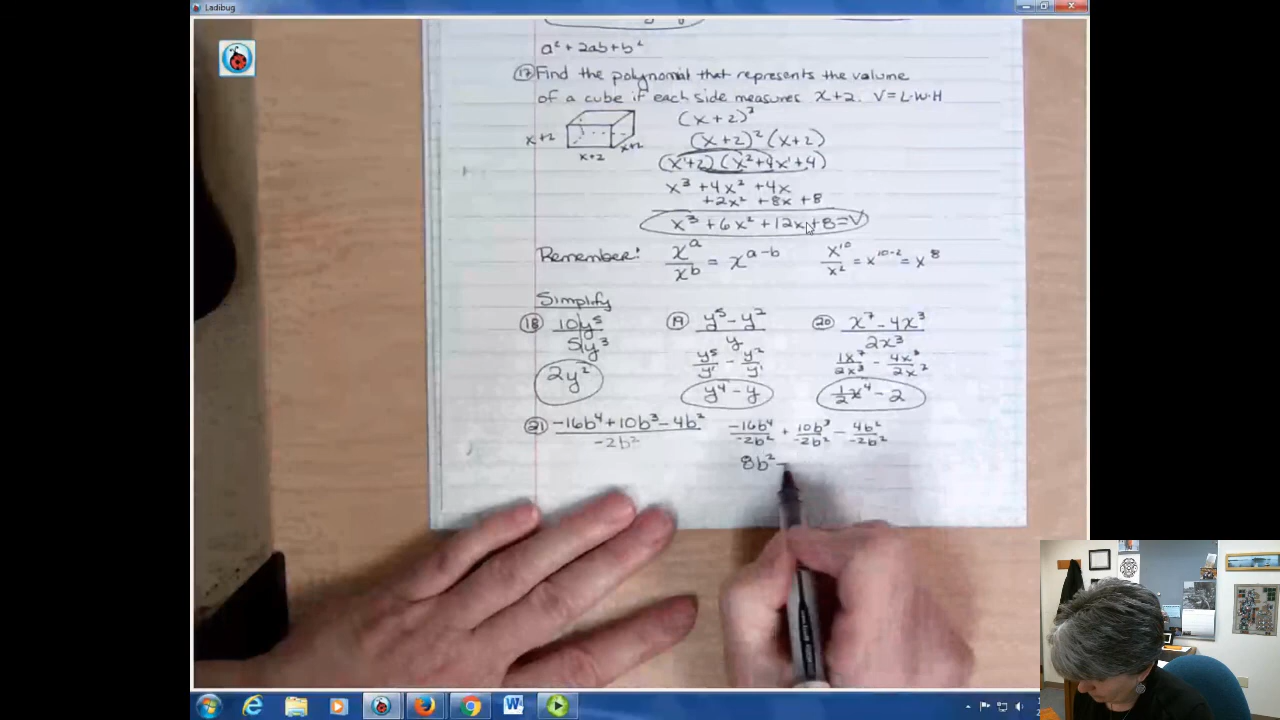 Ladibug
a² + 2ab + b²
17 Find the polynomial that represents the volume
of a cube if each side measures x+2. V = L·W·H
(x+2)³
x+2
(x+2)² (x+2)
x+2
x+2
(x+2) (x²+4x+4)
x³ + 4x² + 4x
+2x² + 8x + 8
x³ + 6x² + 12x + 8 = V
Remember: xᵃ/xᵇ = xᵃ⁻ᵇ x¹⁰/x² = x¹⁰⁻² = x⁸
Simplify
18 10y⁵/5y³ 19 y⁵ - y²/y 20 x⁷ - 4x³/2x³
y⁵/y¹ - y²/y¹ 1x⁷/2x³ - 4x³/2x³
2y² y⁴ - y ½x⁴ - 2
21 -16b⁴ + 10b³ - 4b²/-2b² -16b⁴/-2b² + 10b³/-2b² - 4b²/-2b²
8b² -